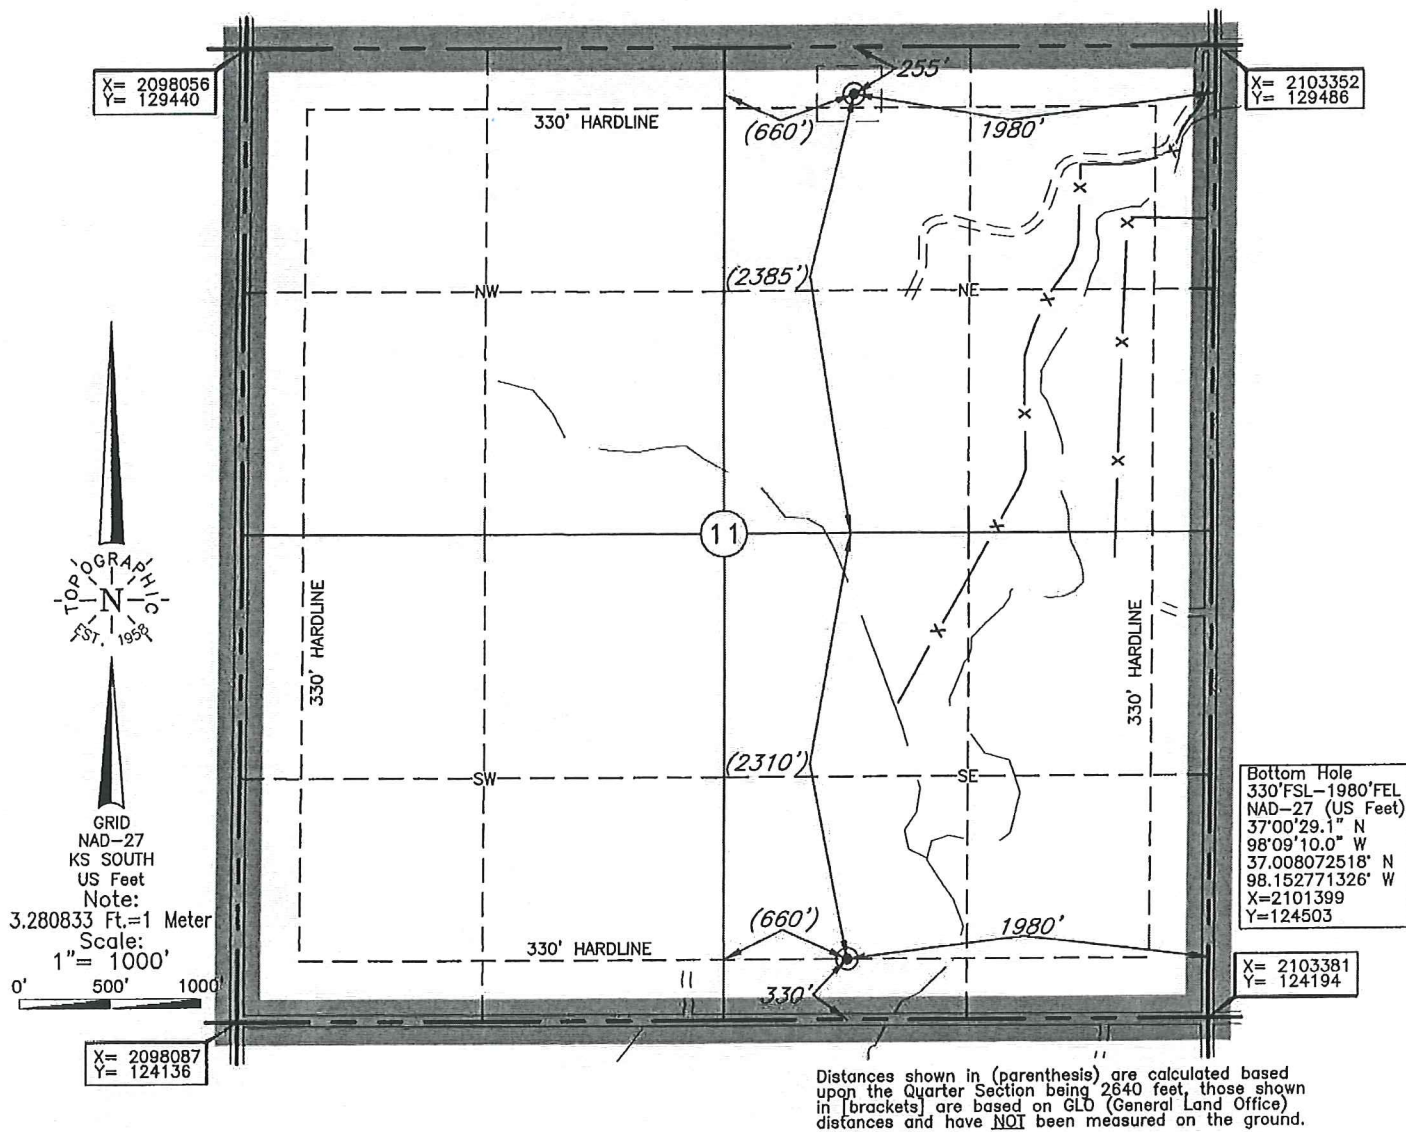 X= 2098056
Y= 129440
X= 2103352
Y= 129486
255'
330' HARDLINE
(660')
1980'
(2385')
NW
NE
11
TOPOGRAPHIC
N
EST. 1958
330' HARDLINE
330' HARDLINE
(2310')
SW
SE
GRID
NAD-27
KS SOUTH
US Feet
Note:
3.280833 Ft.=1 Meter
Scale:
1"= 1000'
0' 500' 1000'
Bottom Hole
330'FSL-1980'FEL
NAD-27 (US Feet)
37°00'29.1" N
98°09'10.0" W
37.008072518° N
98.152771326° W
X=2101399
Y=124503
(660')
1980'
330' HARDLINE
330'
X= 2103381
Y= 124194
X= 2098087
Y= 124136
Distances shown in (parenthesis) are calculated based
upon the Quarter Section being 2640 feet, those shown
in [brackets] are based on GLO (General Land Office)
distances and have NOT been measured on the ground.